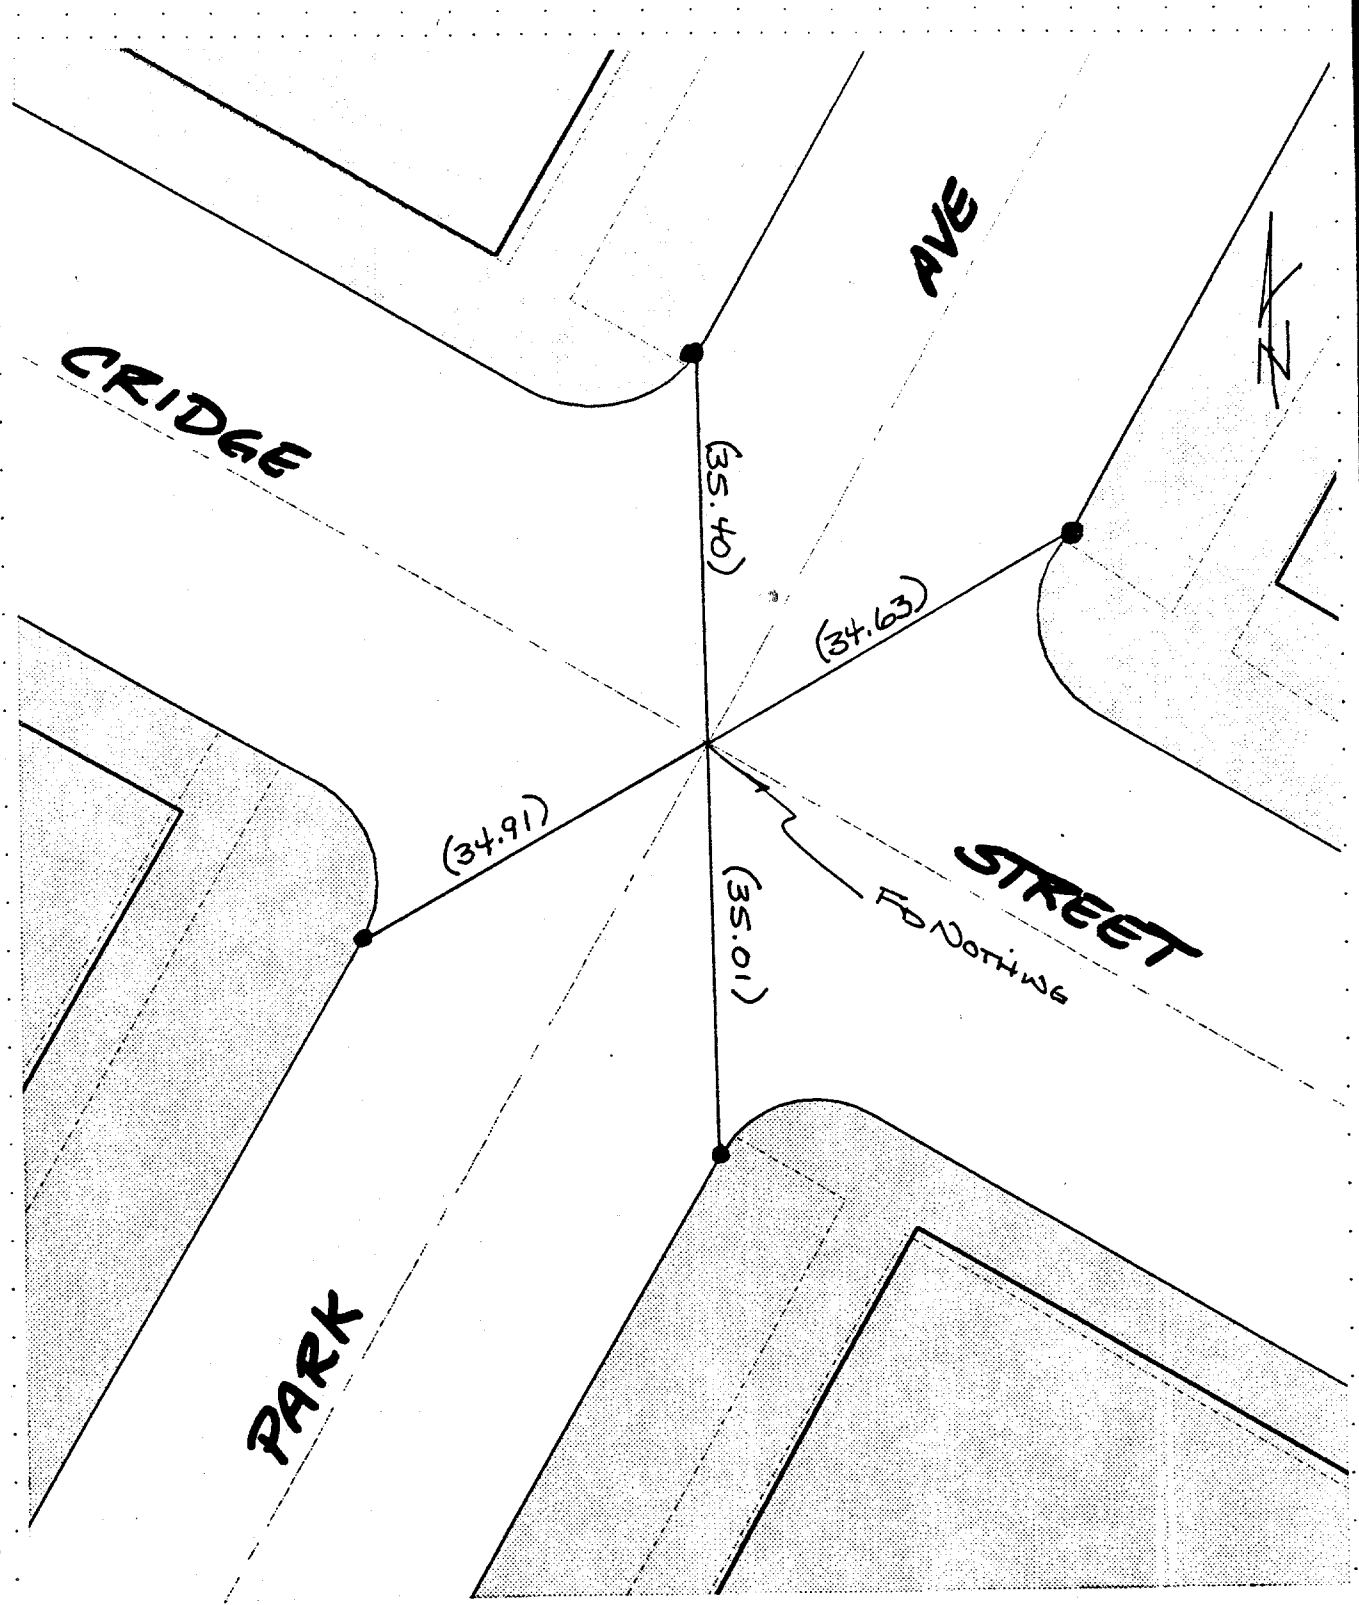 AVE
N
CRIDGE
(35.40)
(34.63)
(34.91)
(35.01)
STREET
FD NOTHING
PARK